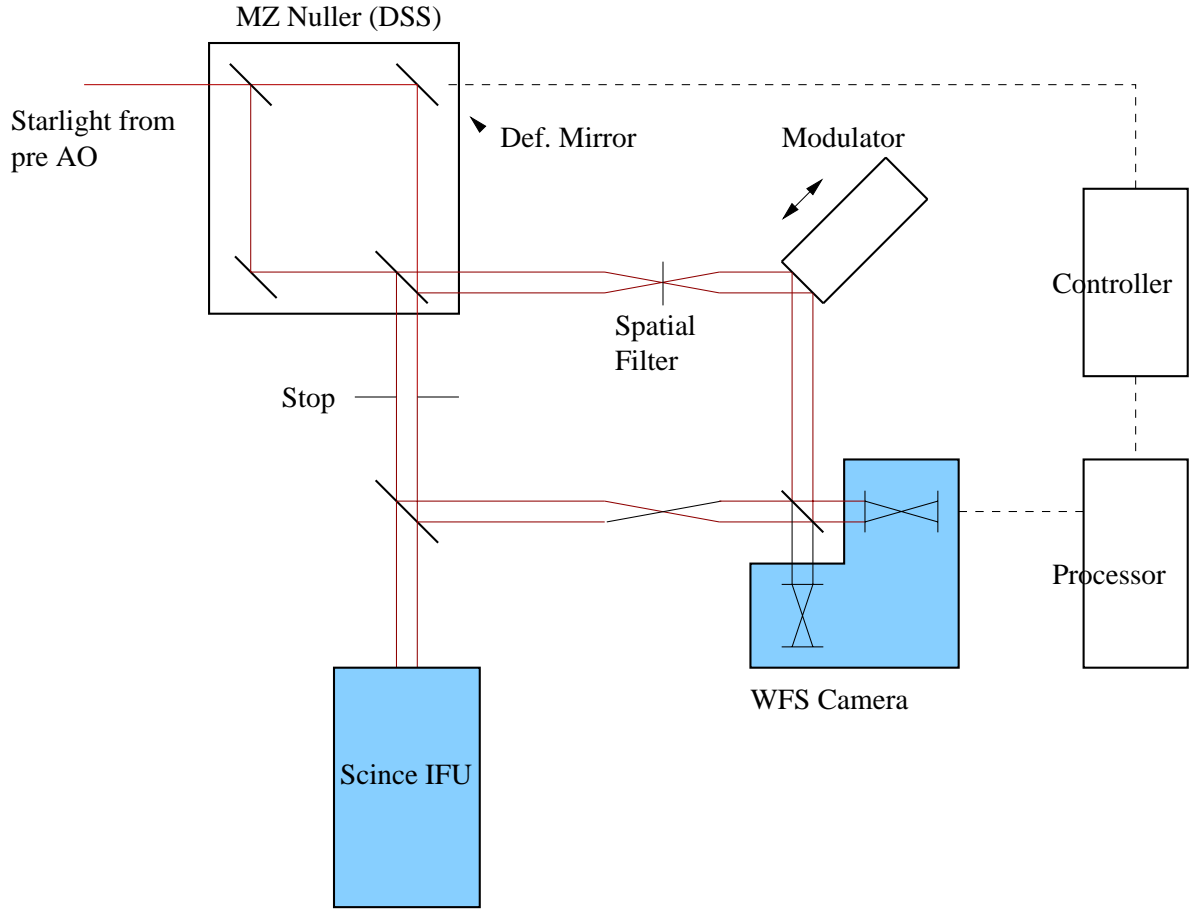 MZ Nuller (DSS)
Starlight from
pre AO
Def. Mirror
Modulator
Controller
Spatial
Filter
Stop
Processor
WFS Camera
Scince IFU